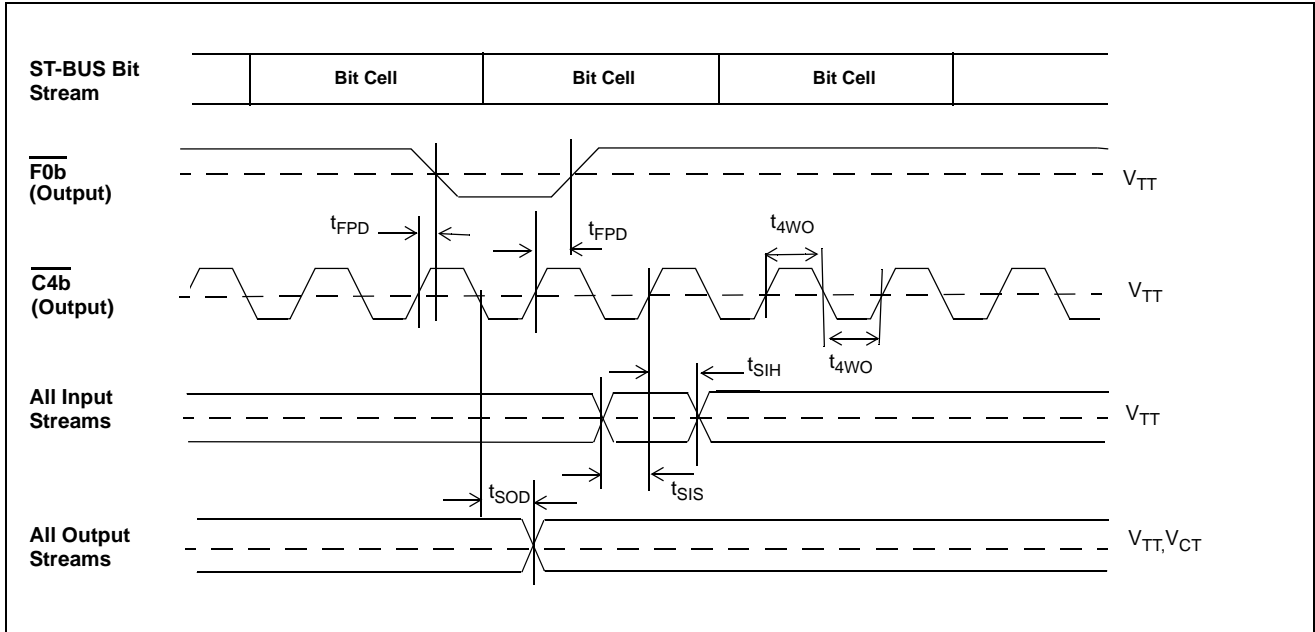 ST-BUS Bit
Stream
Bit Cell
Bit Cell
Bit Cell
F0b
(Output)
VTT
tFPD
tFPD
t4WO
C4b
(Output)
VTT
t4WO
tSIH
All Input
Streams
VTT
tSIS
tSOD
All Output
Streams
VTT,VCT